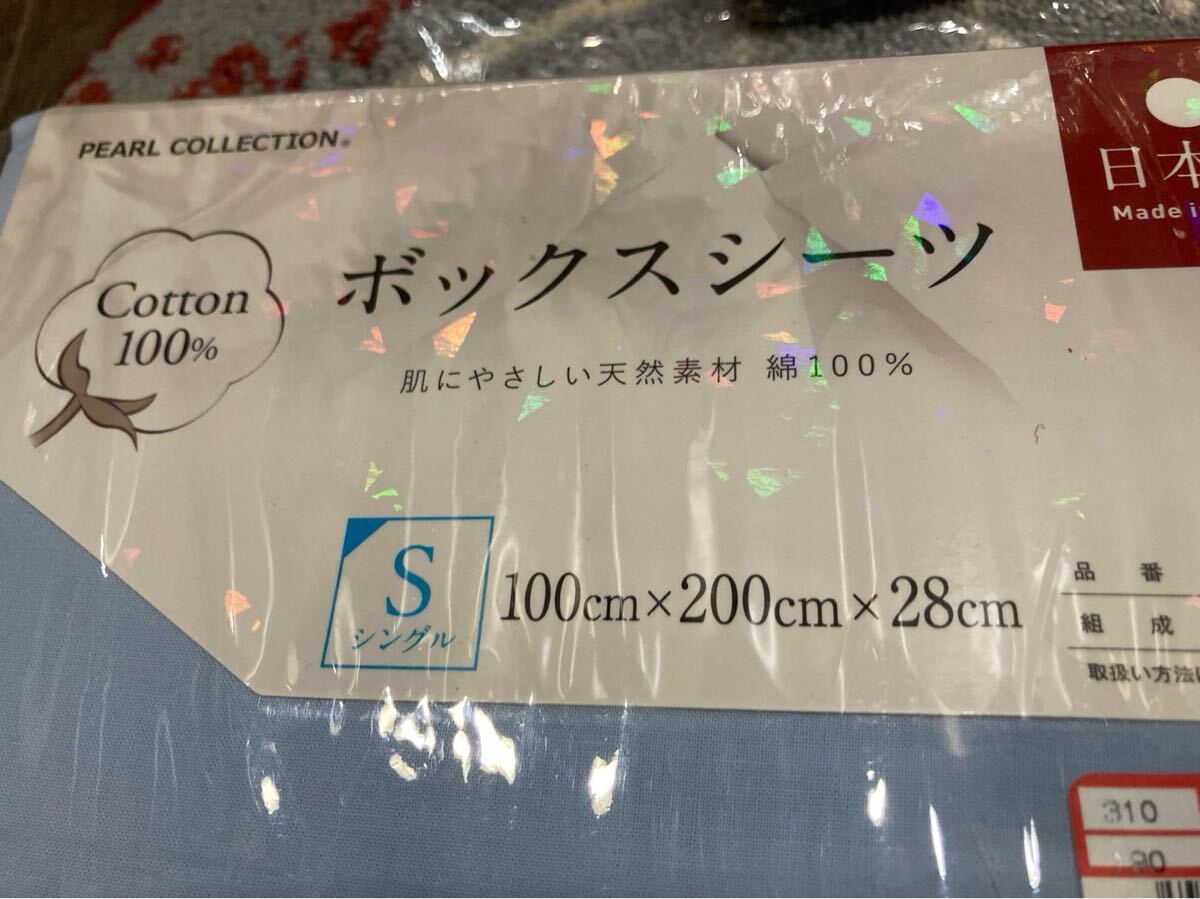 PEARL COLLECTION®
Cotton
100%
ボックスシーツ
肌にやさしい天然素材 綿100%
日本
Made i
S
シングル
100cm×200cm×28cm
品 番
組 成
取扱い方法
310